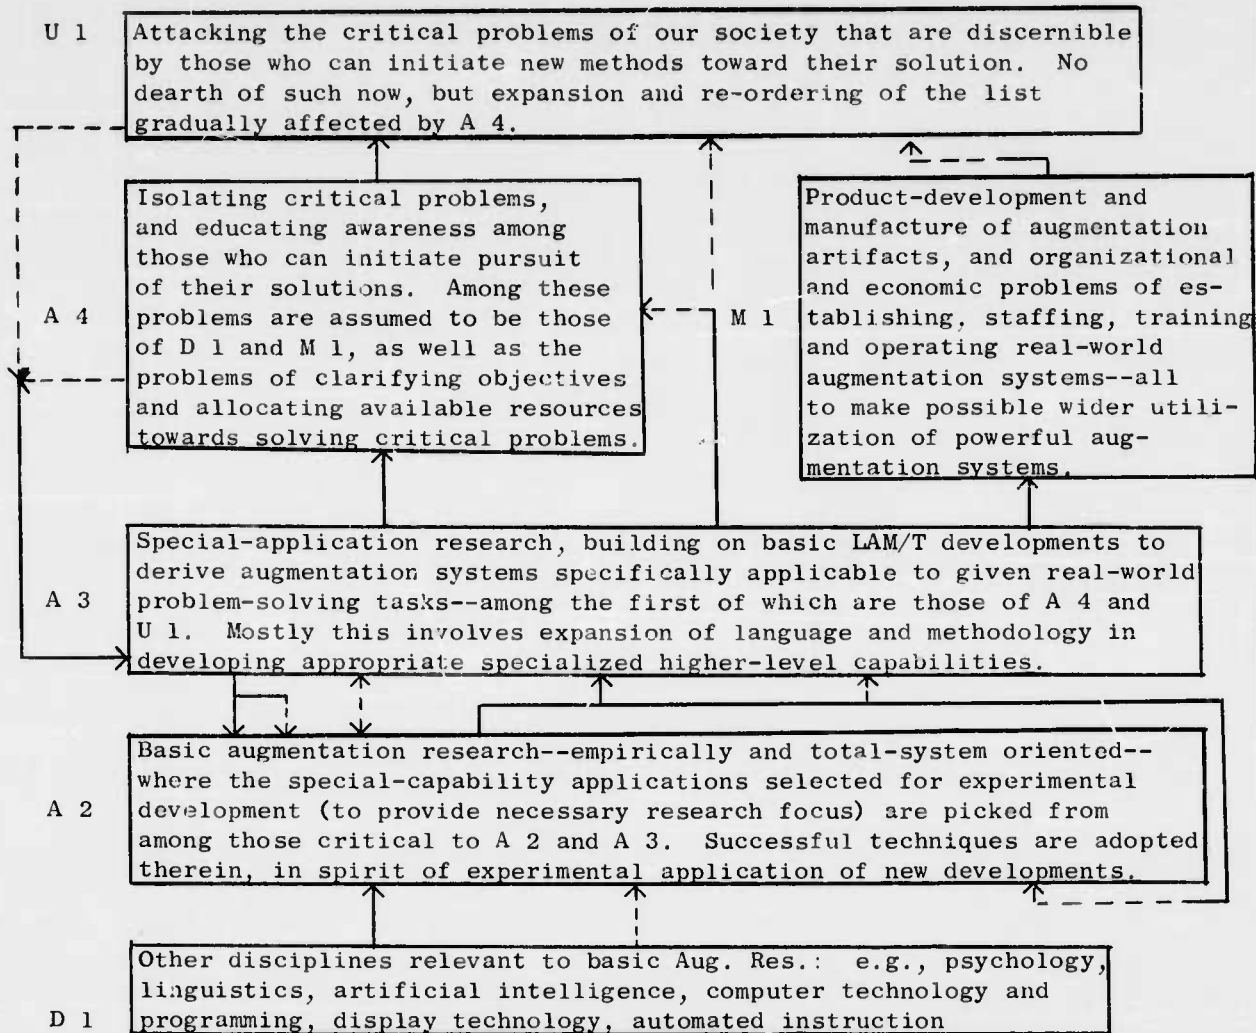 U 1
Attacking the critical problems of our society that are discernible
by those who can initiate new methods toward their solution. No
dearth of such now, but expansion and re-ordering of the list
gradually affected by A 4.
A 4
Isolating critical problems,
and educating awareness among
those who can initiate pursuit
of their solutions. Among these
problems are assumed to be those
of D 1 and M 1, as well as the
problems of clarifying objectives
and allocating available resources
towards solving critical problems.
M 1
Product-development and
manufacture of augmentation
artifacts, and organizational
and economic problems of es-
tablishing, staffing, training
and operating real-world
augmentation systems--all
to make possible wider utili-
zation of powerful aug-
mentation systems.
A 3
Special-application research, building on basic LAM/T developments to
derive augmentation systems specifically applicable to given real-world
problem-solving tasks--among the first of which are those of A 4 and
U 1. Mostly this involves expansion of language and methodology in
developing appropriate specialized higher-level capabilities.
A 2
Basic augmentation research--empirically and total-system oriented--
where the special-capability applications selected for experimental
development (to provide necessary research focus) are picked from
among those critical to A 2 and A 3. Successful techniques are adopted
therein, in spirit of experimental application of new developments.
D 1
Other disciplines relevant to basic Aug. Res.: e.g., psychology,
linguistics, artificial intelligence, computer technology and
programming, display technology, automated instruction